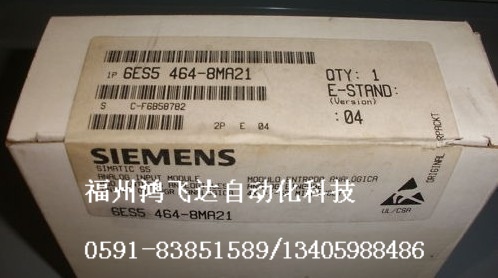 1P 6ES5 464-8MA21
QTY: 1
E-STAND:
(Version)
: 04
S C-F6B58782
2P E 04
SIEMENS
SIMATIC S5
ANALOG INPUT MODULE
MODULO ENTRADA ANALOGICA
福州鸿飞达自动化科技
6ES5 464-8MA21
UL/CSA
ORIGINAL
0591-83851589/13405988486